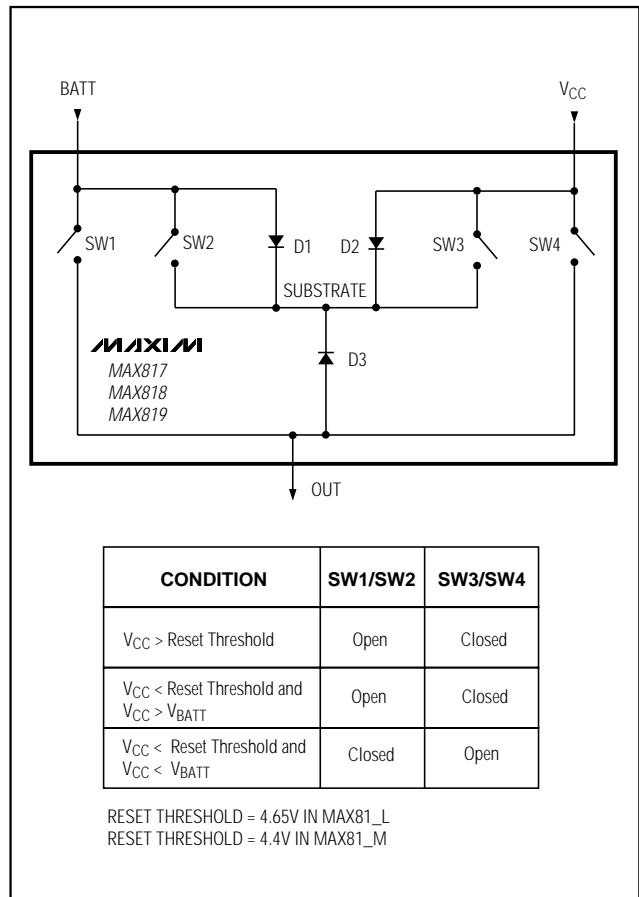 BATT
VCC
SW1
SW2
D1
D2
SW3
SW4
SUBSTRATE
D3
MAXIM
MAX817
MAX818
MAX819
OUT
CONDITION SW1/SW2 SW3/SW4
VCC > Reset Threshold Open Closed
VCC < Reset Threshold and
VCC > VBATT Open Closed
VCC < Reset Threshold and
VCC < VBATT Closed Open
RESET THRESHOLD = 4.65V IN MAX81_L
RESET THRESHOLD = 4.4V IN MAX81_M